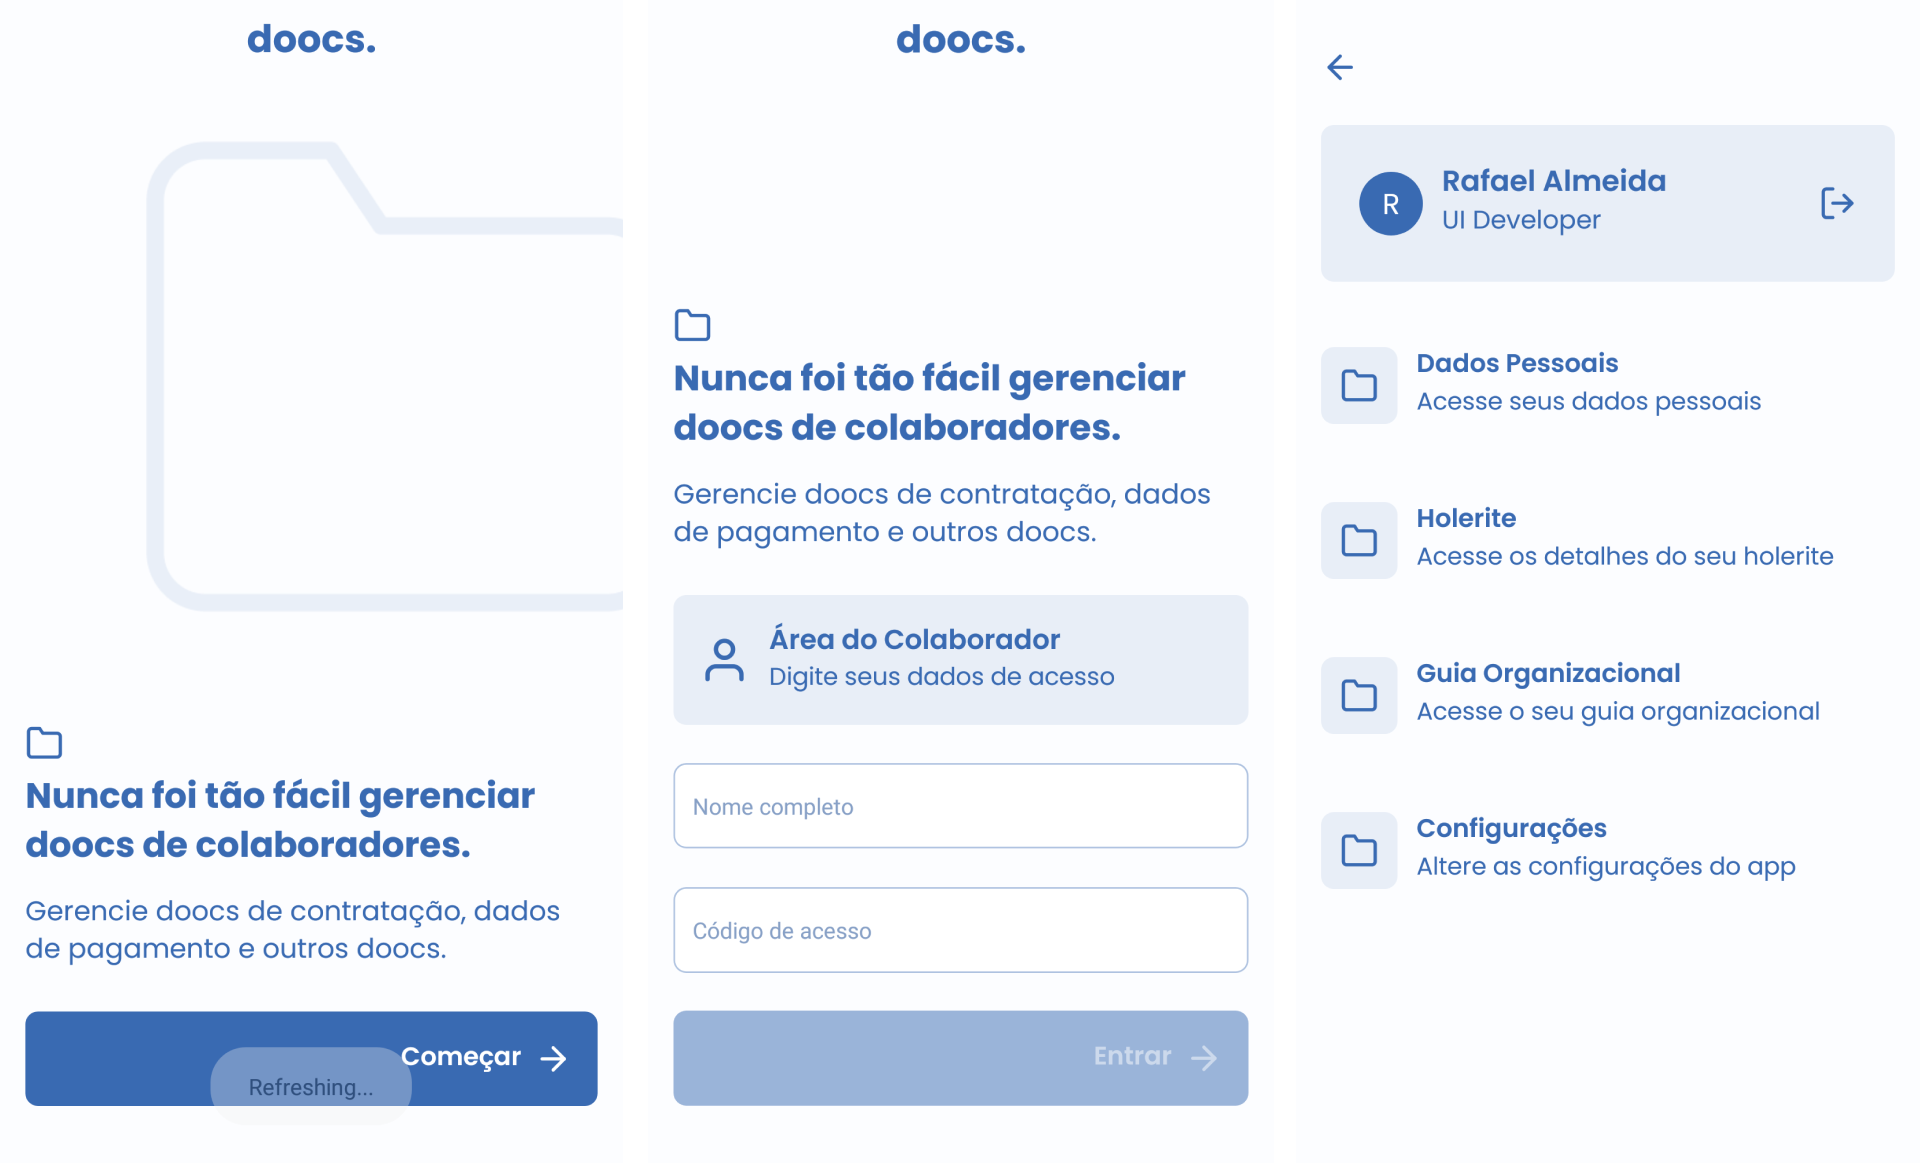 doocs.
Nunca foi tão fácil gerenciar
doocs de colaboradores.
Gerencie doocs de contratação, dados
de pagamento e outros doocs.
Começar
Refreshing...
doocs.
Nunca foi tão fácil gerenciar
doocs de colaboradores.
Gerencie doocs de contratação, dados
de pagamento e outros doocs.
Área do Colaborador
Digite seus dados de acesso
Nome completo
Código de acesso
Entrar
R
Rafael Almeida
UI Developer
Dados Pessoais
Acesse seus dados pessoais
Holerite
Acesse os detalhes do seu holerite
Guia Organizacional
Acesse o seu guia organizacional
Configurações
Altere as configurações do app